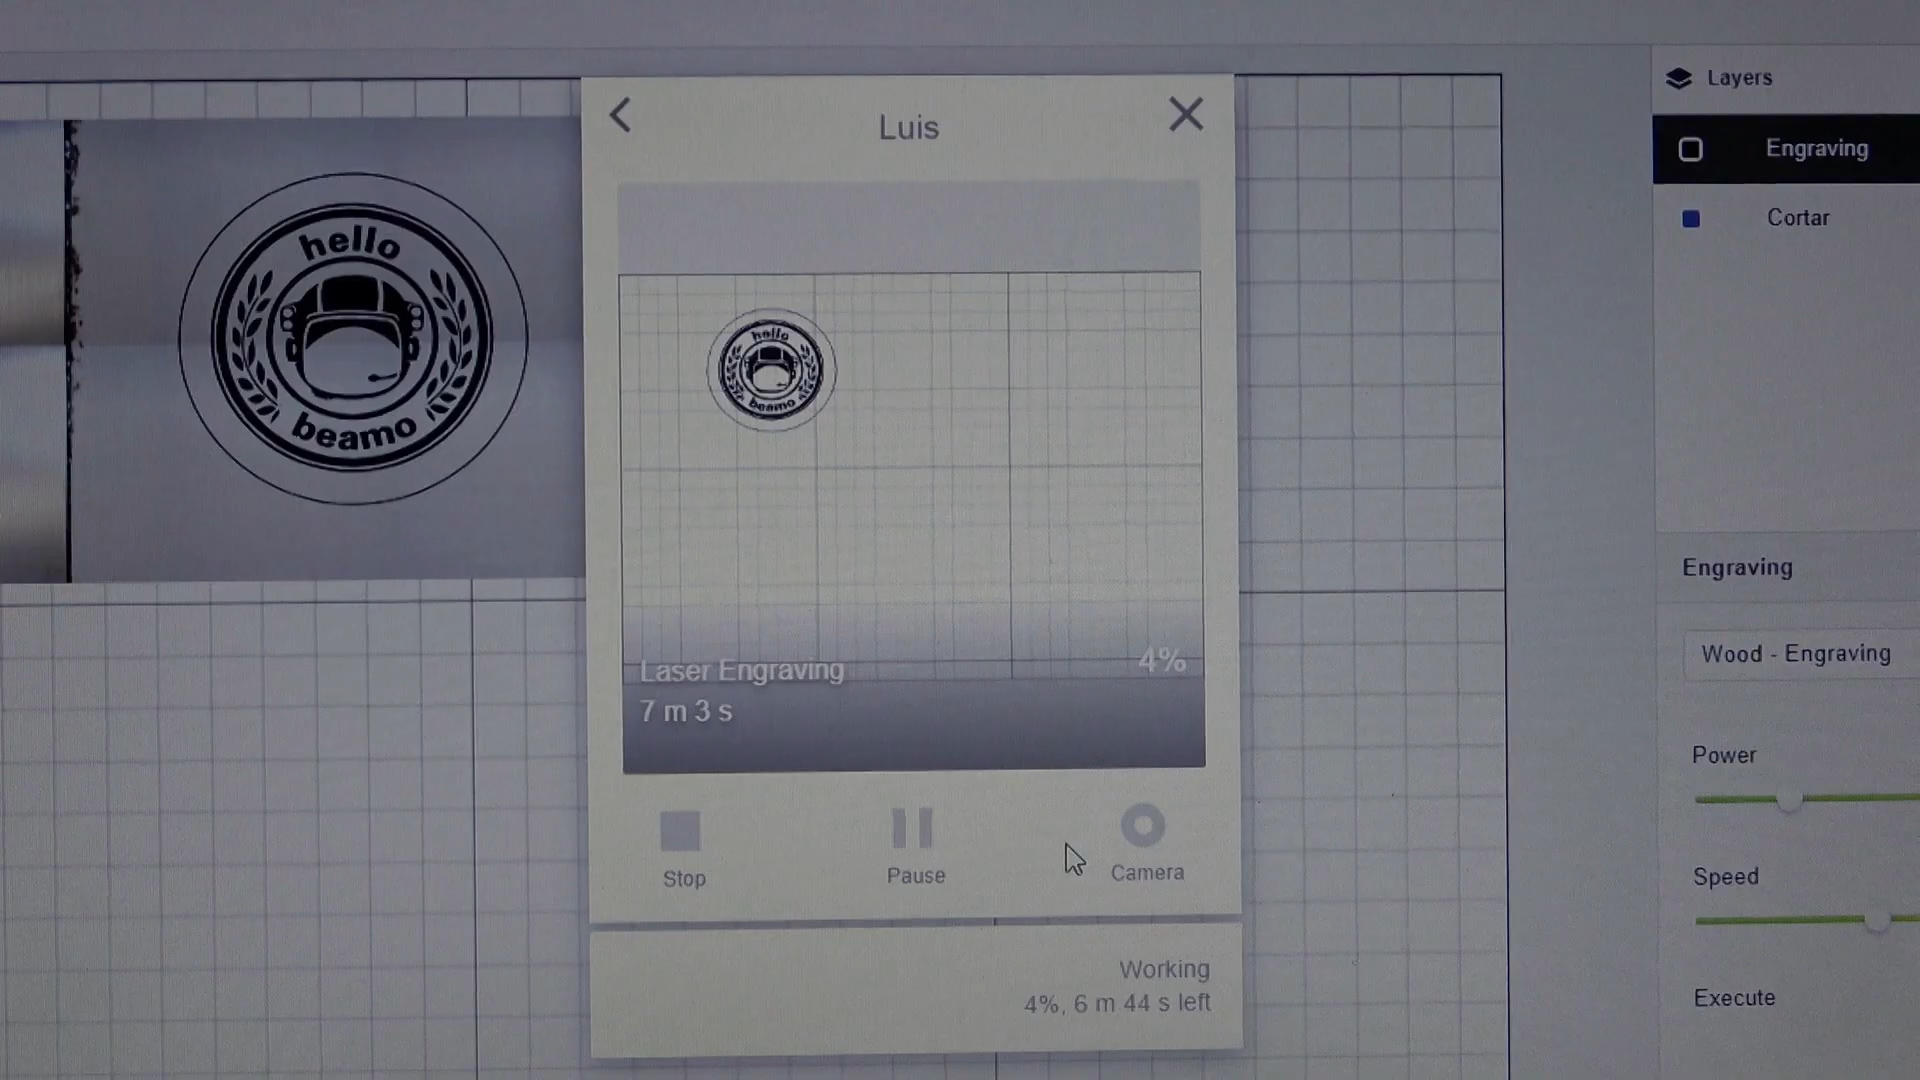 Luis
hello
beamo
hello
beamo
Laser Engraving
4%
7 m 3 s
Stop
Pause
Camera
Working
4%, 6 m 44 s left
Layers
Engraving
Cortar
Engraving
Wood - Engraving
Power
Speed
Execute